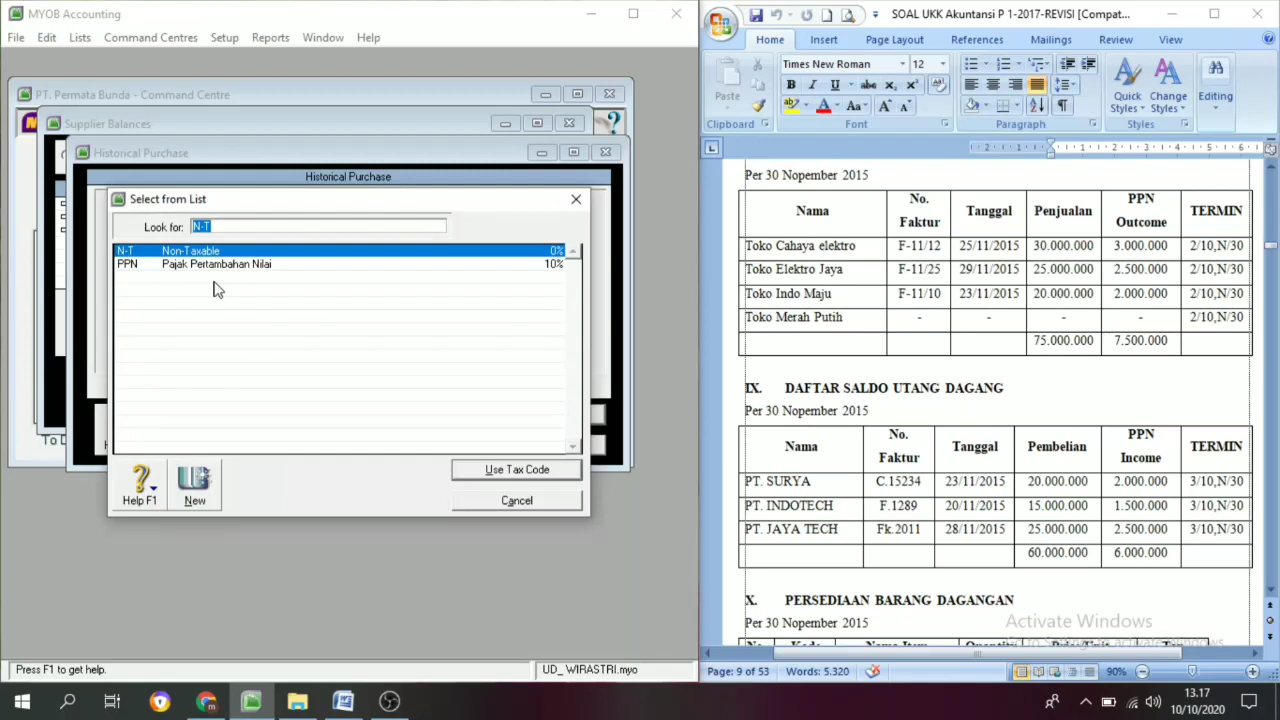 MYOB Accounting
File Edit Lists Command Centres Setup Reports Window Help
PT. Permata Bunda - Command Centre
Supplier Balances
Historical Purchase
Historical Purchase
Select from List
Look for: N-T
N-T Non-Taxable 0%
PPN Pajak Pertambahan Nilai 10%
Use Tax Code
Help F1
New
Cancel
Press F1 to get help.
UD_WIRASTRI.myo
SOAL UKK Akuntansi P 1-2017-REVISI [Compat...
Home Insert Page Layout References Mailings Review View
Times New Roman 12
Paste
Quick Styles
Change Styles
Editing
Clipboard Font Paragraph Styles
Per 30 Nopember 2015
Nama No. Faktur Tanggal Penjualan PPN Outcome TERMIN
Toko Cahaya elektro F-11/12 25/11/2015 30.000.000 3.000.000 2/10,N/30
Toko Elektro Jaya F-11/25 29/11/2015 25.000.000 2.500.000 2/10,N/30
Toko Indo Maju F-11/10 23/11/2015 20.000.000 2.000.000 2/10,N/30
Toko Merah Putih - - - - 2/10,N/30
75.000.000 7.500.000
IX. DAFTAR SALDO UTANG DAGANG
Per 30 Nopember 2015
Nama No. Faktur Tanggal Pembelian PPN Income TERMIN
PT. SURYA C.15234 23/11/2015 20.000.000 2.000.000 3/10,N/30
PT. INDOTECH F.1289 20/11/2015 15.000.000 1.500.000 3/10,N/30
PT. JAYA TECH Fk.2011 28/11/2015 25.000.000 2.500.000 3/10,N/30
60.000.000 6.000.000
X. PERSEDIAAN BARANG DAGANGAN
Per 30 Nopember 2015
Activate Windows
Go to Settings to activate Windows.
Page: 9 of 53 Words: 5.320 90%
13.17
10/10/2020